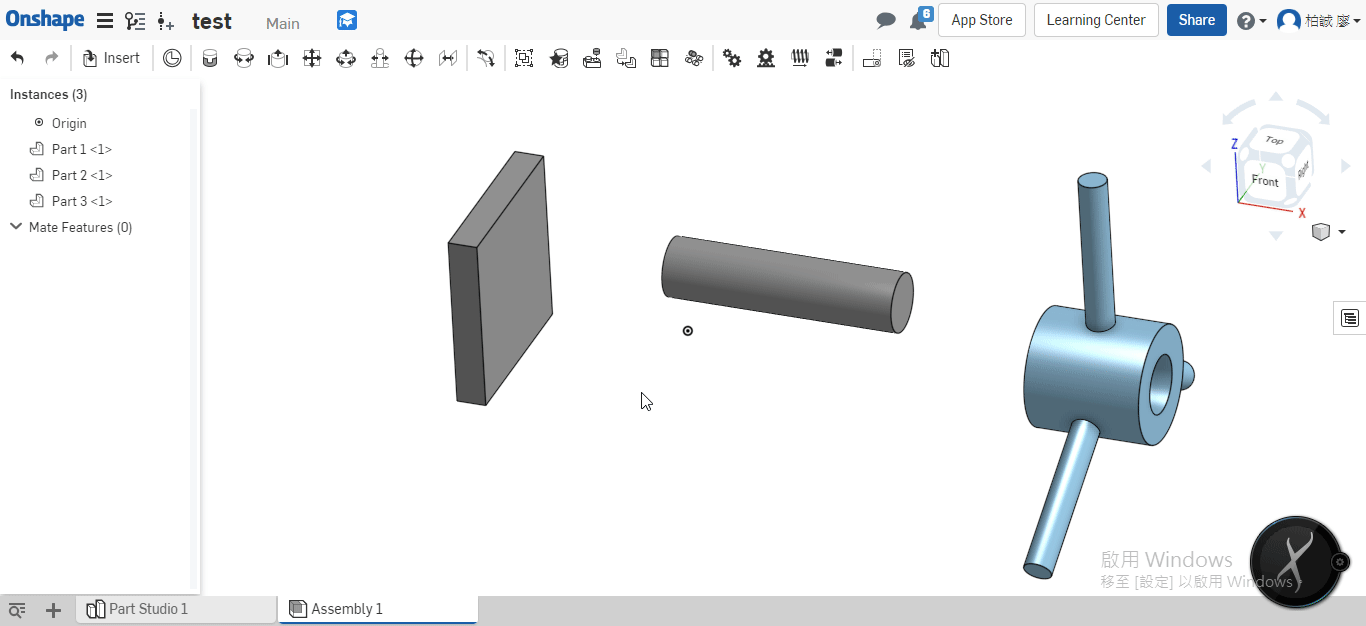 Onshape test Main 6 App Store Learning Center Share ? 柏誠 廖
Insert
Instances (3)
Origin
Part 1 <1>
Part 2 <1>
Part 3 <1>
Mate Features (0)
Top
Z
Y
Front Right
X
啟用 Windows
移至 [設定] 以啟用 Windows。
Part Studio 1 Assembly 1